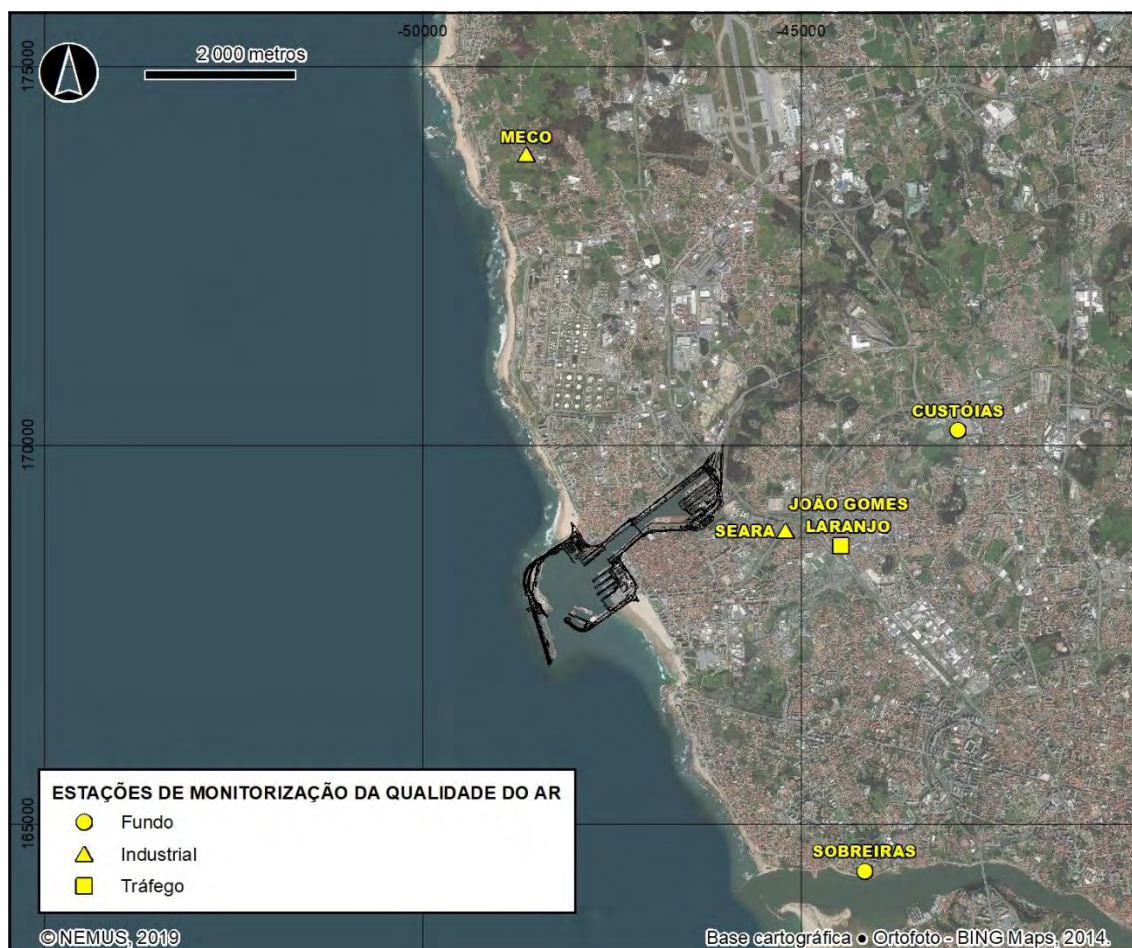 -50000
-45000
2 000 metros
175000
MECO
CUSTÓIAS
170000
JOÃO GOMES
LARANJO
SEARA
165000
ESTAÇÕES DE MONITORIZAÇÃO DA QUALIDADE DO AR
Fundo
Industrial
Tráfego
SOBREIRAS
© NEMUS, 2019
Base cartográfica ● Ortofoto - BING Maps, 2014.